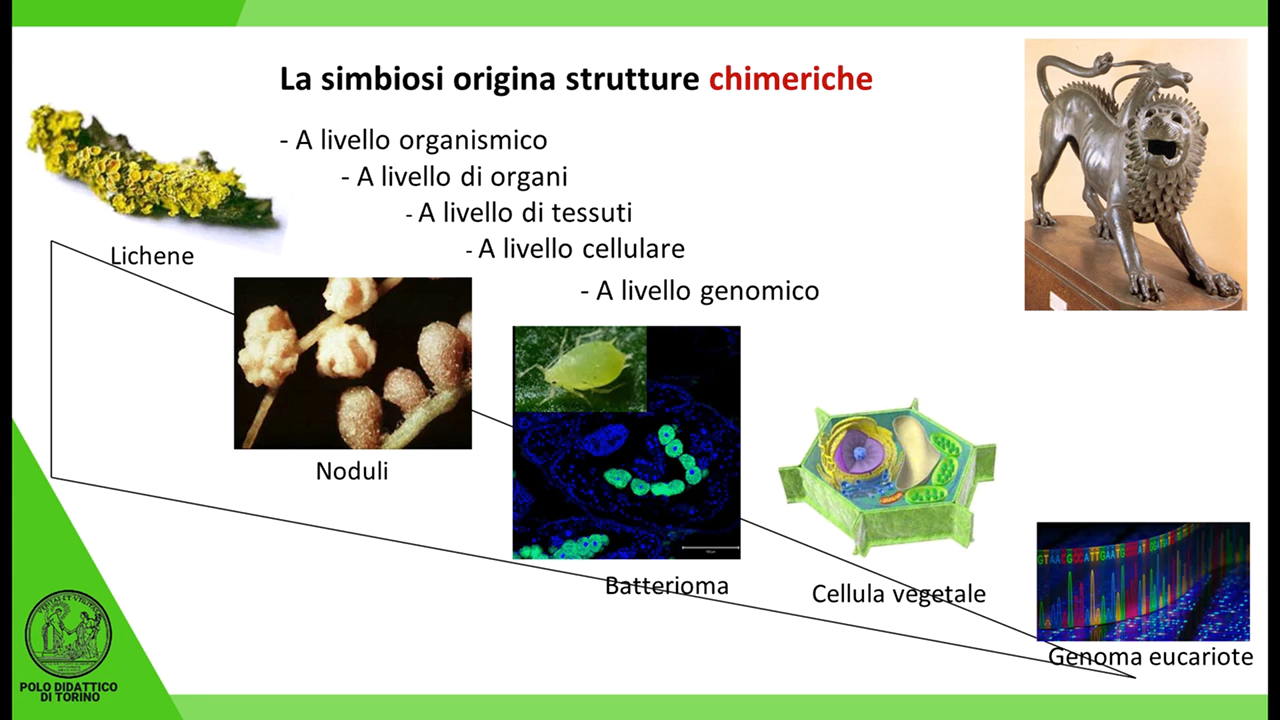 La simbiosi origina strutture chimeriche
- A livello organismico
- A livello di organi
- A livello di tessuti
- A livello cellulare
- A livello genomico
Lichene
Noduli
Batterioma
Cellula vegetale
Genoma eucariote
POLO DIDATTICO
DI TORINO